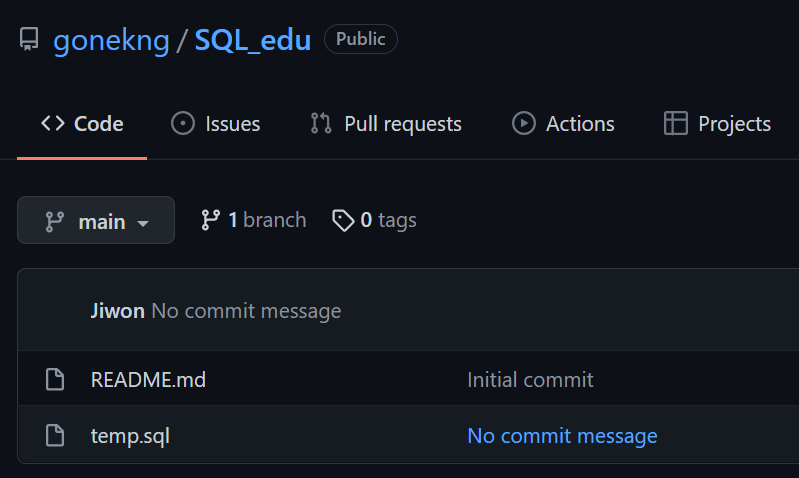 gonekng / SQL_edu Public
Code Issues Pull requests Actions Projects
main 1 branch 0 tags
Jiwon No commit message
README.md Initial commit
temp.sql No commit message